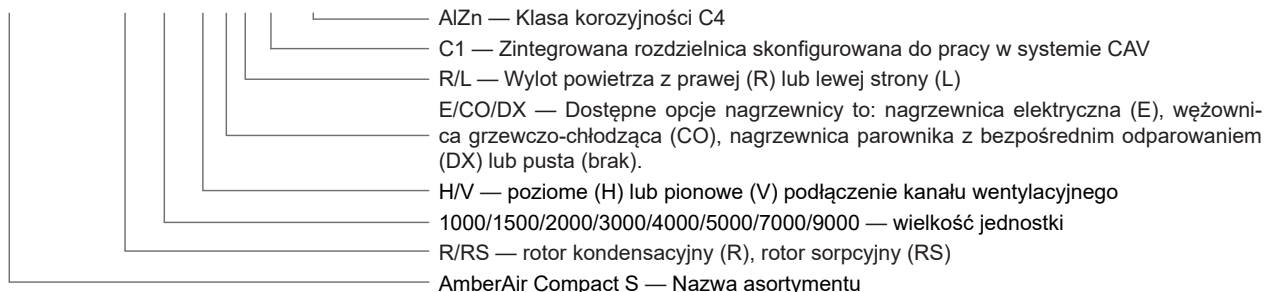 AlZn — Klasa korozyjności C4
C1 — Zintegrowana rozdzielnica skonfigurowana do pracy w systemie CAV
R/L — Wylot powietrza z prawej (R) lub lewej strony (L)
E/CO/DX — Dostępne opcje nagrzewnicy to: nagrzewnica elektryczna (E), wężowni-
ca grzewczo-chłodząca (CO), nagrzewnica parownika z bezpośrednim odparowaniem
(DX) lub pusta (brak).
H/V — poziome (H) lub pionowe (V) podłączenie kanału wentylacyjnego
1000/1500/2000/3000/4000/5000/7000/9000 — wielkość jednostki
R/RS — rotor kondensacyjny (R), rotor sorpcyjny (RS)
AmberAir Compact S — Nazwa asortymentu